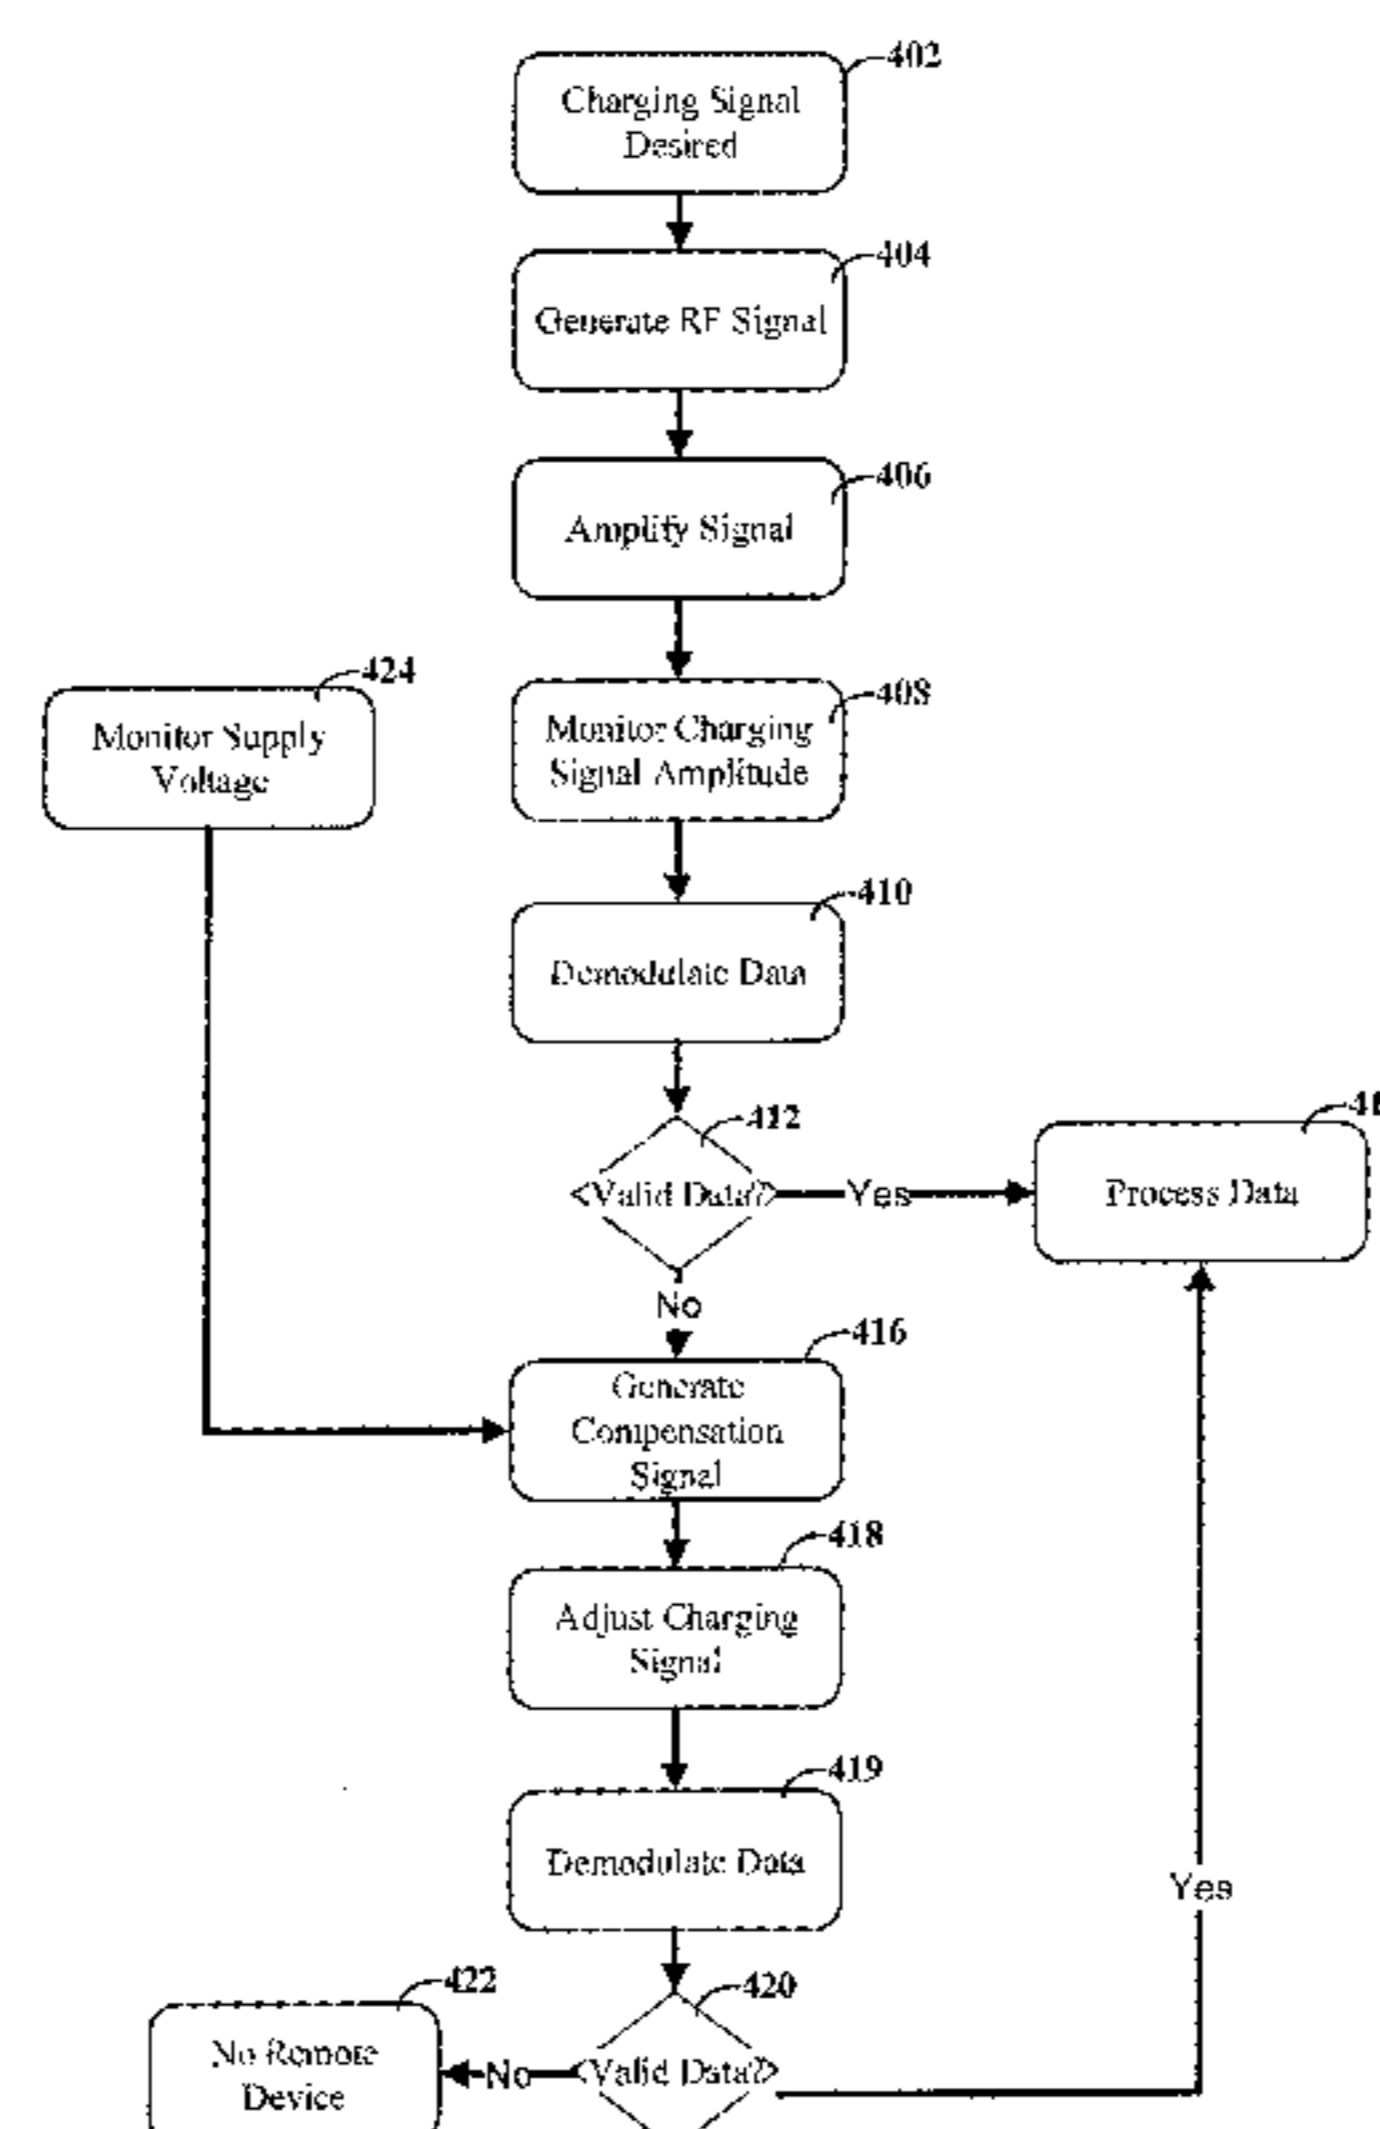 402
Charging Signal
Desired
404
Generate RF Signal
406
Amplify Signal
424
Monitor Supply
Voltage
408
Monitor Charging
Signal Amplitude
410
Demodulate Data
412
Valid Data?
Yes
Process Data
No
416
Generate
Compensation
Signal
418
Adjust Charging
Signal
419
Demodulate Data
Yes
422
420
No Remote
Device
No
Valid Data?